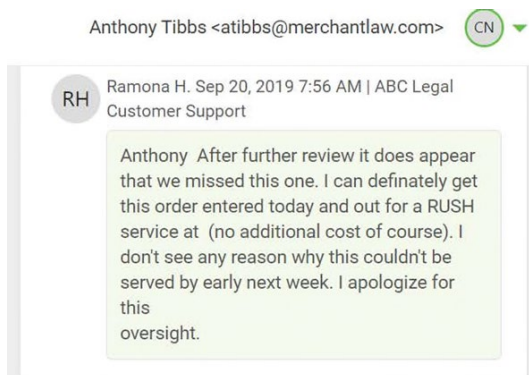 Anthony Tibbs <atibbs@merchantlaw.com> CN
RH Ramona H. Sep 20, 2019 7:56 AM | ABC Legal
Customer Support
Anthony  After further review it does appear
that we missed this one. I can definately get
this order entered today and out for a RUSH
service at  (no additional cost of course). I
don't see any reason why this couldn't be
served by early next week. I apologize for
this
oversight.